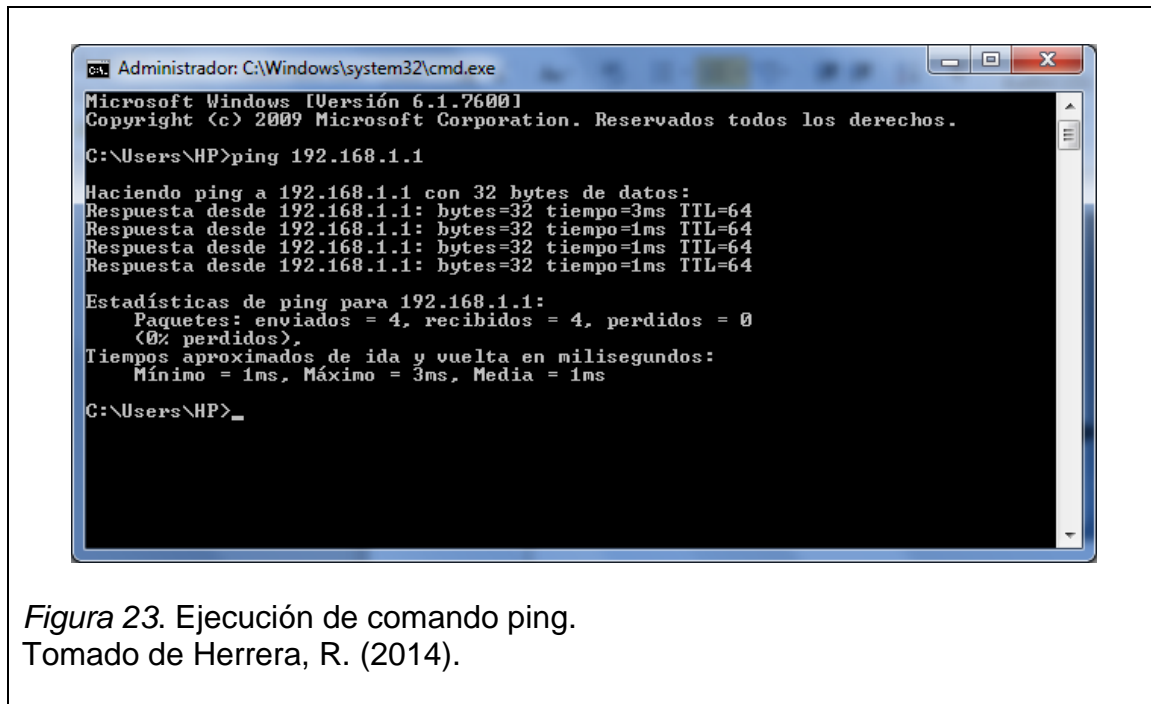 Administrador: C:\Windows\system32\cmd.exe
Microsoft Windows [Versión 6.1.7600]
Copyright (c) 2009 Microsoft Corporation. Reservados todos los derechos.
C:\Users\HP>ping 192.168.1.1
Haciendo ping a 192.168.1.1 con 32 bytes de datos:
Respuesta desde 192.168.1.1: bytes=32 tiempo=3ms TTL=64
Respuesta desde 192.168.1.1: bytes=32 tiempo=1ms TTL=64
Respuesta desde 192.168.1.1: bytes=32 tiempo=1ms TTL=64
Respuesta desde 192.168.1.1: bytes=32 tiempo=1ms TTL=64
Estadísticas de ping para 192.168.1.1:
Paquetes: enviados = 4, recibidos = 4, perdidos = 0
(0% perdidos),
Tiempos aproximados de ida y vuelta en milisegundos:
Mínimo = 1ms, Máximo = 3ms, Media = 1ms
C:\Users\HP>_
Figura 23. Ejecución de comando ping.
Tomado de Herrera, R. (2014).